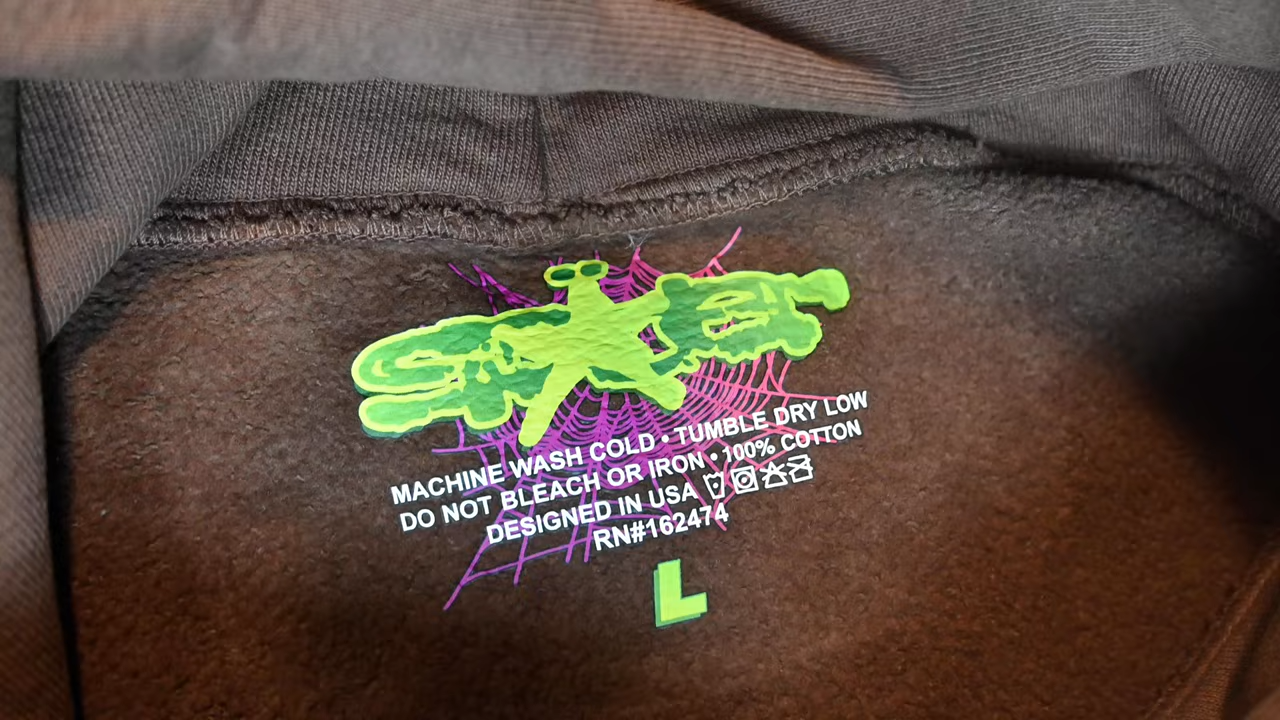 MACHINE WASH COLD • TUMBLE DRY LOW
DO NOT BLEACH OR IRON • 100% COTTON
DESIGNED IN USA
RN#162474
L